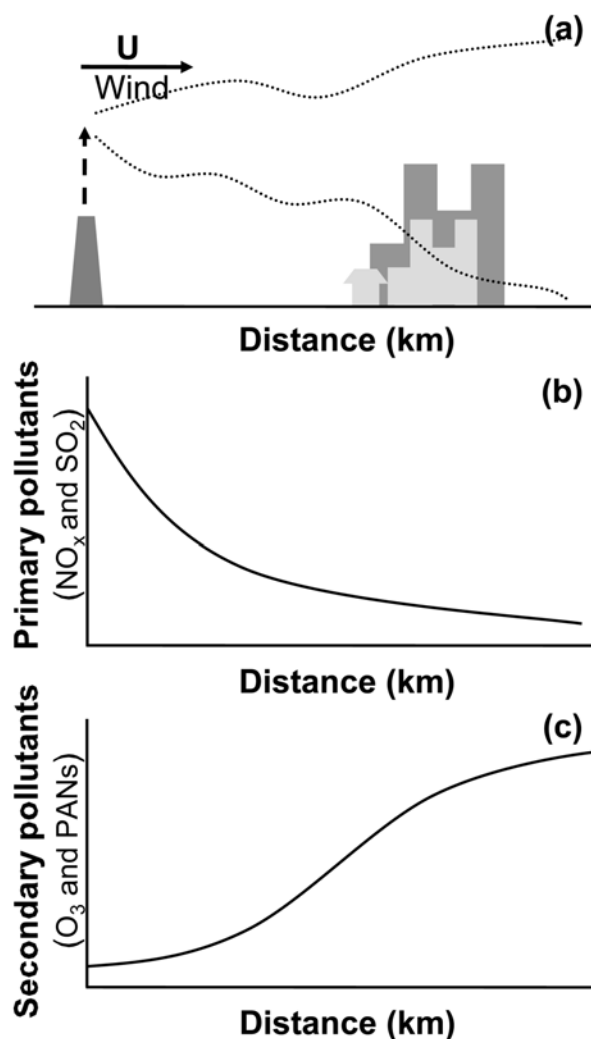 (a)
U
Wind
Distance (km)
(b)
Primary pollutants
(NOₓ and SO₂)
Distance (km)
(c)
Secondary pollutants
(O₃ and PANs)
Distance (km)